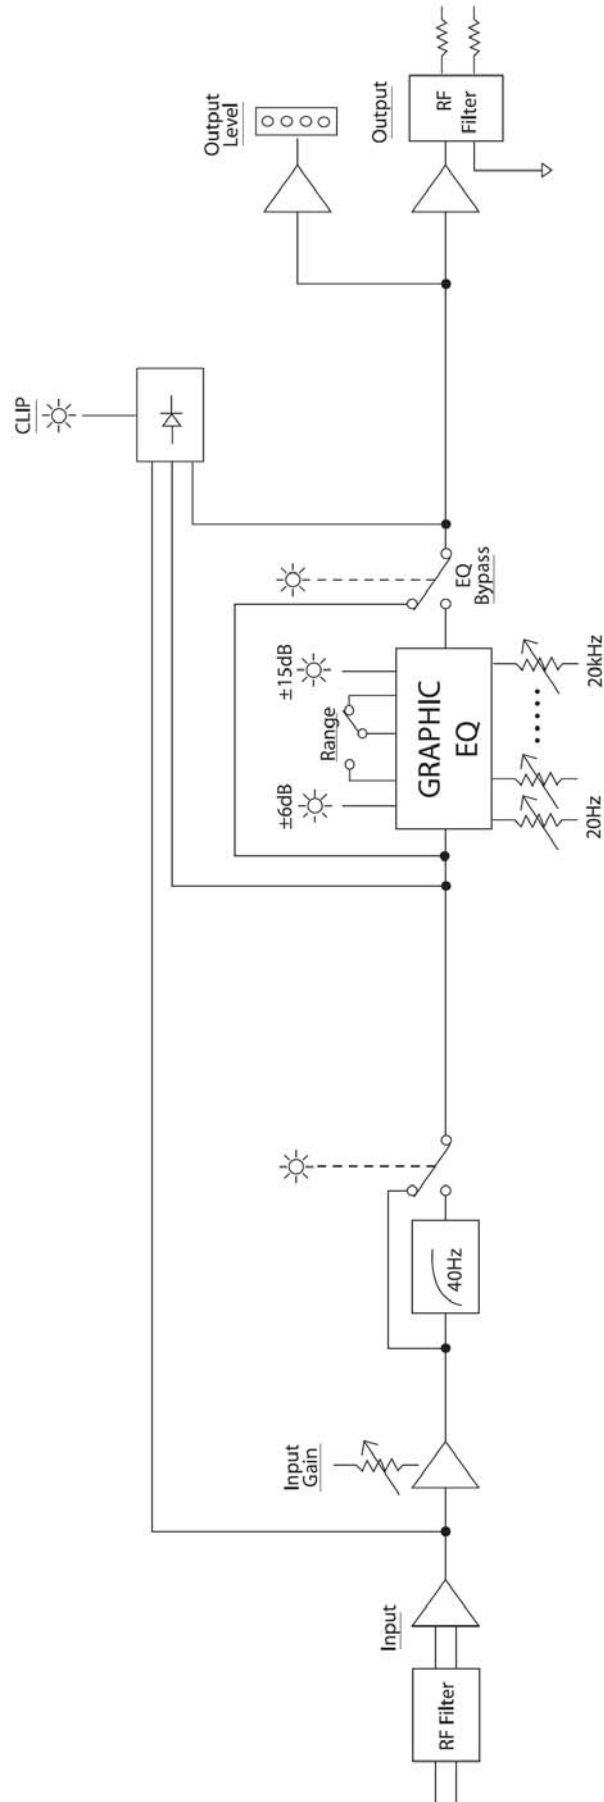 RF Filter
Input
Input
Gain
40Hz
±6dB
Range
±15dB
GRAPHIC
EQ
20Hz
20kHz
EQ
Bypass
CLIP
Output
Level
Output
RF
Filter